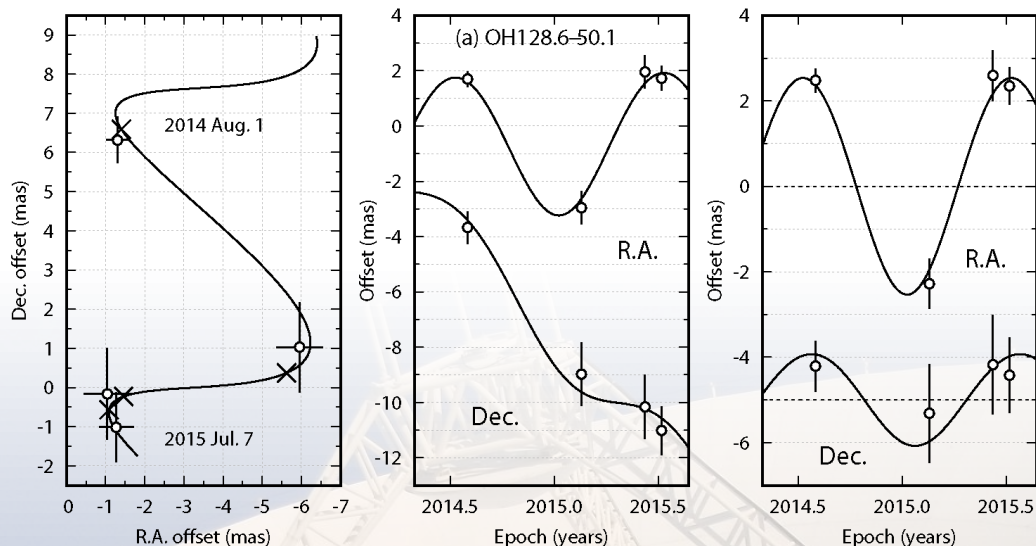 9
8
7
6
5
4
3
2
1
0
-1
-2
Dec. offset (mas)
2014 Aug. 1
2015 Jul. 7
0 -1 -2 -3 -4 -5 -6 -7
R.A. offset (mas)
4
2
0
-2
-4
-6
-8
-10
-12
Offset (mas)
(a) OH128.6–50.1
R.A.
Dec.
2014.5 2015.0 2015.5
Epoch (years)
4
2
0
-2
-4
-6
Offset (mas)
R.A.
Dec.
2014.5 2015.0 2015.5
Epoch (years)